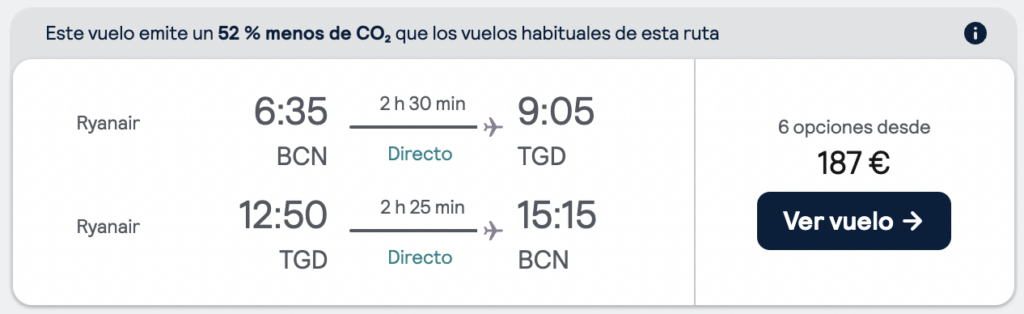 Este vuelo emite un 52 % menos de CO₂ que los vuelos habituales de esta ruta
Ryanair
6:35
BCN
2 h 30 min
Directo
9:05
TGD
Ryanair
12:50
TGD
2 h 25 min
Directo
15:15
BCN
6 opciones desde
187 €
Ver vuelo →